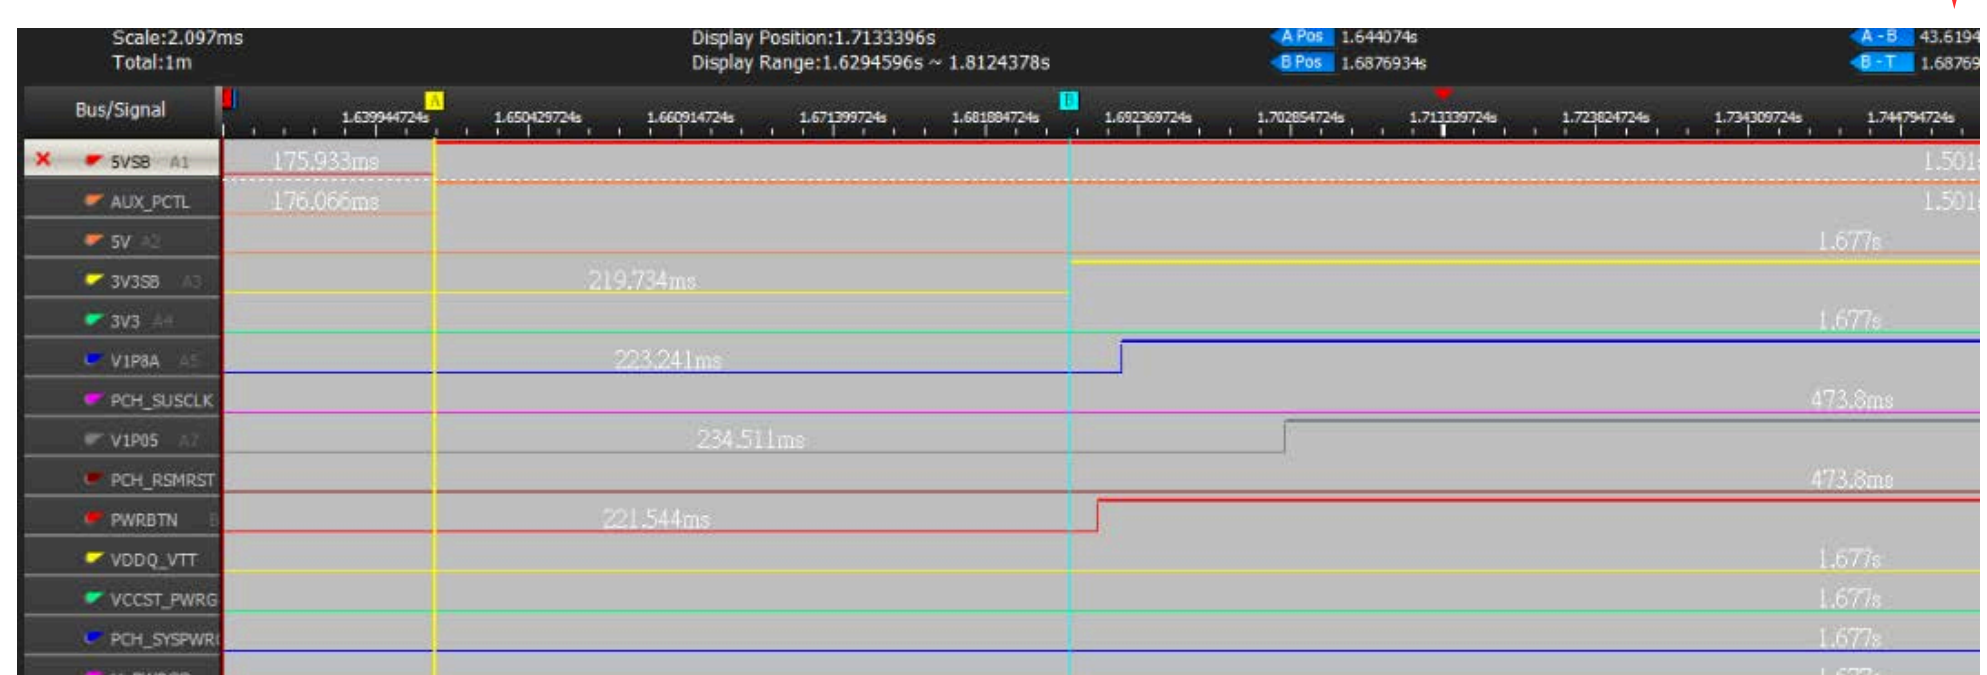 Scale:2.097ms
Total:1m
Display Position:1.7133396s
Display Range:1.6294596s ~ 1.8124378s
A Pos 1.644074s
B Pos 1.6876934s
A - B 43.6194
B - T 1.68769
Bus/Signal
A B
1.639944724s 1.650429724s 1.660914724s 1.671399724s 1.681884724s 1.692369724s 1.702854724s 1.713339724s 1.723824724s 1.734309724s 1.744794724s
5VSB A1 175.933ms 1.501s
AUX_PCTL 176.066ms 1.501s
5V A2 1.677s
3V3SB A3 219.734ms
3V3 A4 1.677s
V1P8A A5 223.241ms
PCH_SUSCLK 473.8ms
V1P05 A7 234.511ms
PCH_RSMRST 473.8ms
PWRBTN 221.544ms
VDDQ_VTT 1.677s
VCCST_PWRG 1.677s
PCH_SYSPWR 1.677s